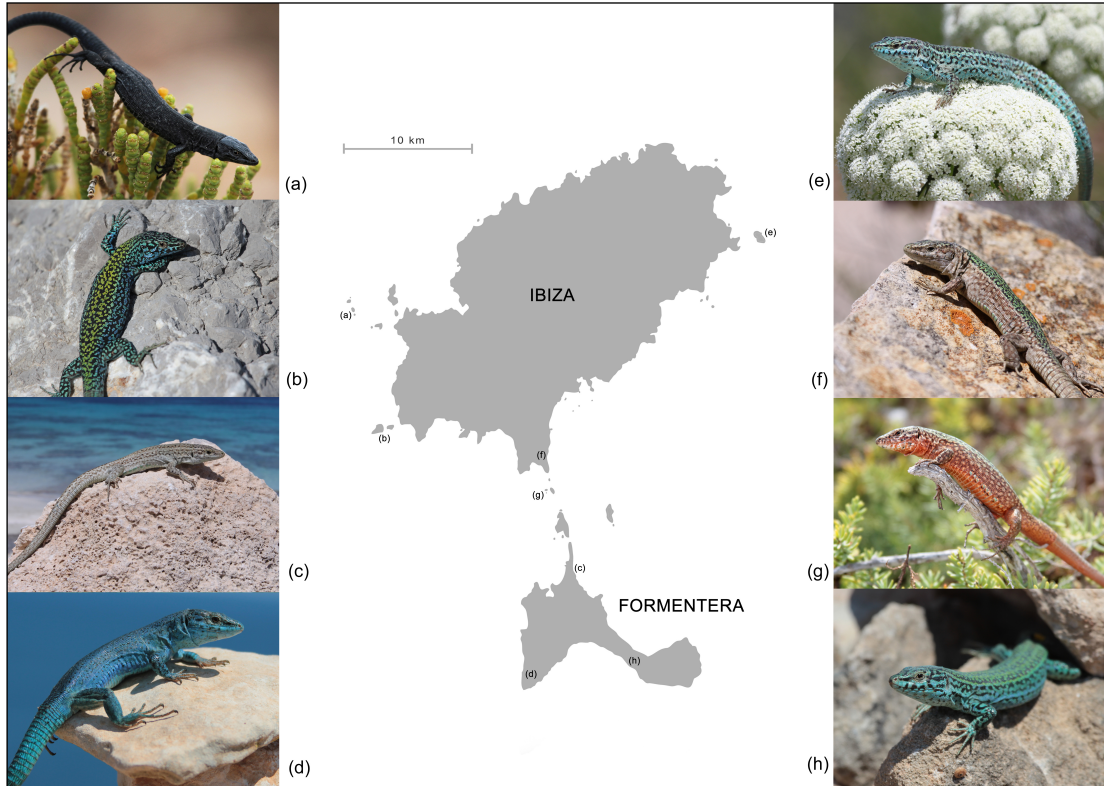 10 km
(a)
(b)
(c)
(d)
(e)
(f)
(g)
(h)
IBIZA
FORMENTERA
(a)
(b)
(c)
(d)
(e)
(f)
(g)
(h)